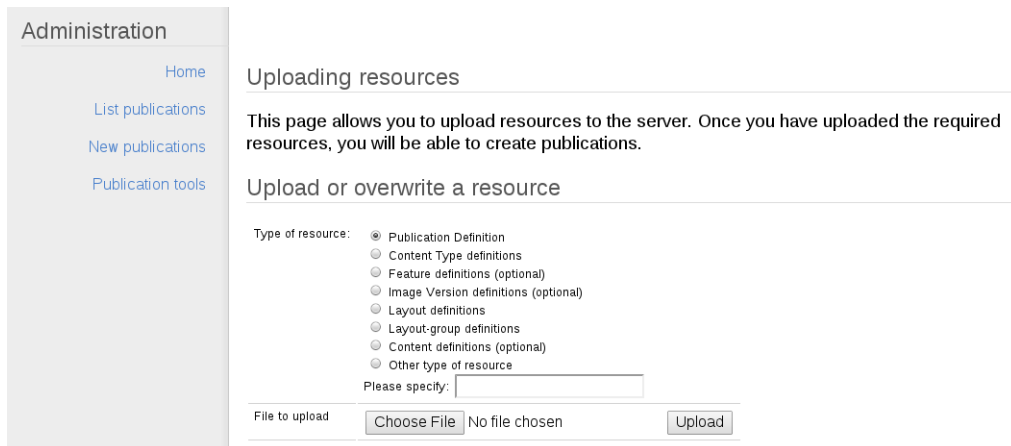 Administration
Home
List publications
New publications
Publication tools
Uploading resources
This page allows you to upload resources to the server. Once you have uploaded the required
resources, you will be able to create publications.
Upload or overwrite a resource
Type of resource:
Publication Definition
Content Type definitions
Feature definitions (optional)
Image Version definitions (optional)
Layout definitions
Layout-group definitions
Content definitions (optional)
Other type of resource
Please specify:
File to upload
Choose File No file chosen Upload